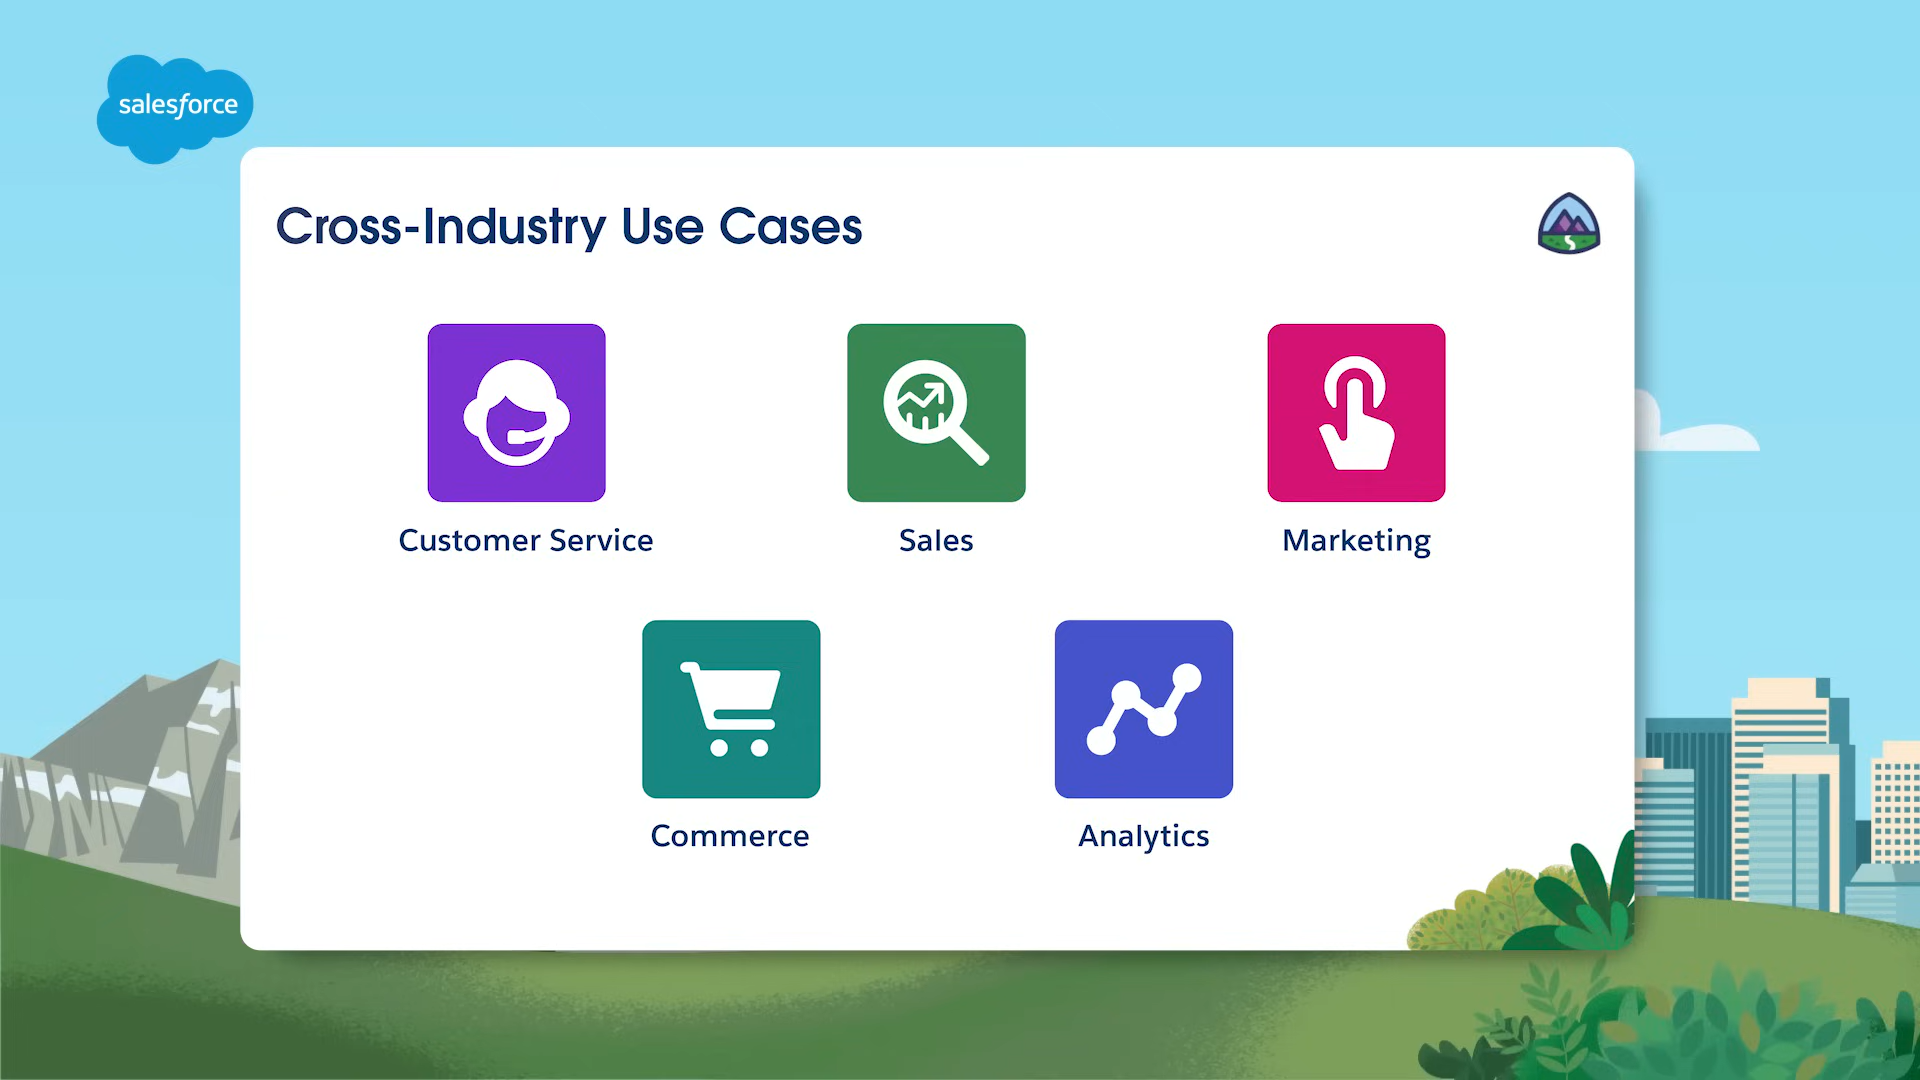 salesforce
Cross-Industry Use Cases
Customer Service
Sales
Marketing
Commerce
Analytics